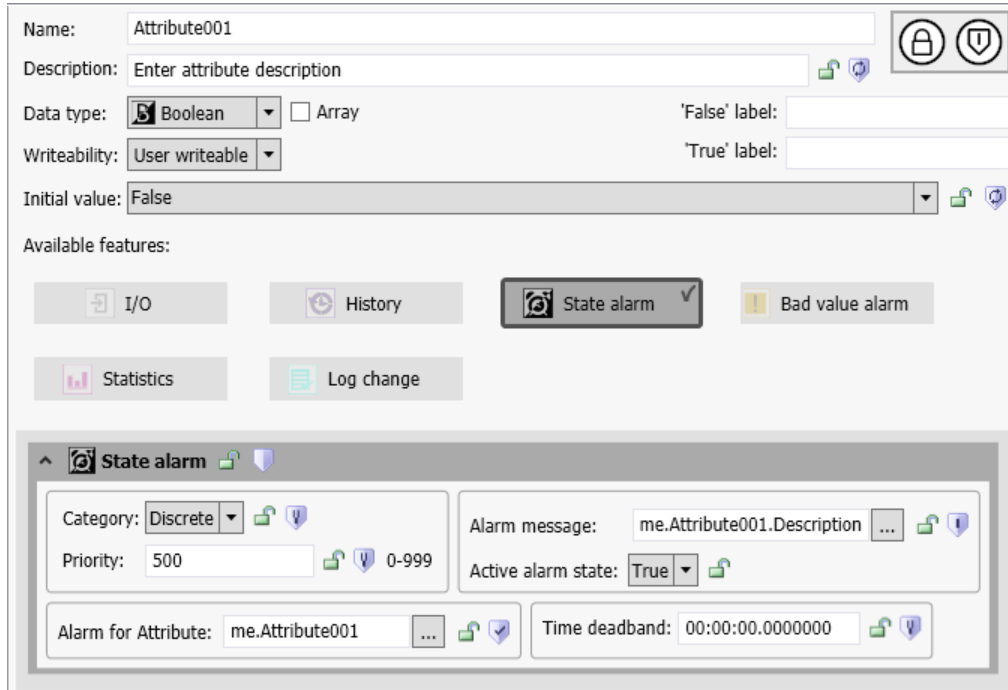 Name: Attribute001
Description: Enter attribute description
Data type: Boolean Array 'False' label:
Writeability: User writeable 'True' label:
Initial value: False
Available features:
I/O History State alarm Bad value alarm
Statistics Log change
State alarm
Category: Discrete Alarm message: me.Attribute001.Description ...
Priority: 500 0-999 Active alarm state: True
Alarm for Attribute: me.Attribute001 ... Time deadband: 00:00:00.0000000